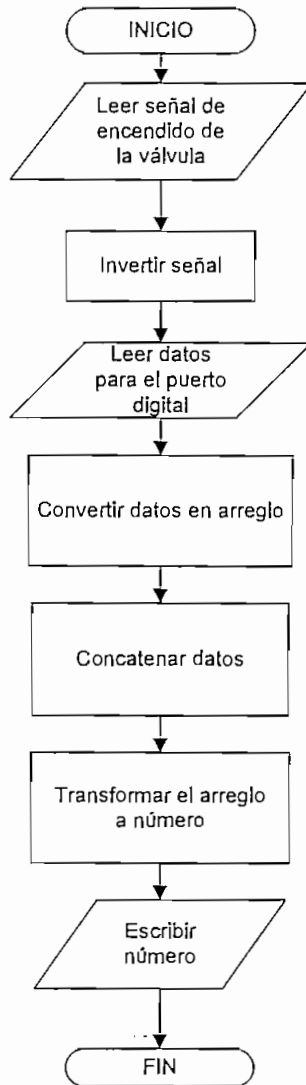 INICIO
Leer señal de
encendido de
la válvula
Invertir señal
Leer datos
para el puerto
digital
Convertir datos en arreglo
Concatenar datos
Transformar el arreglo
a número
Escribir
número
FIN